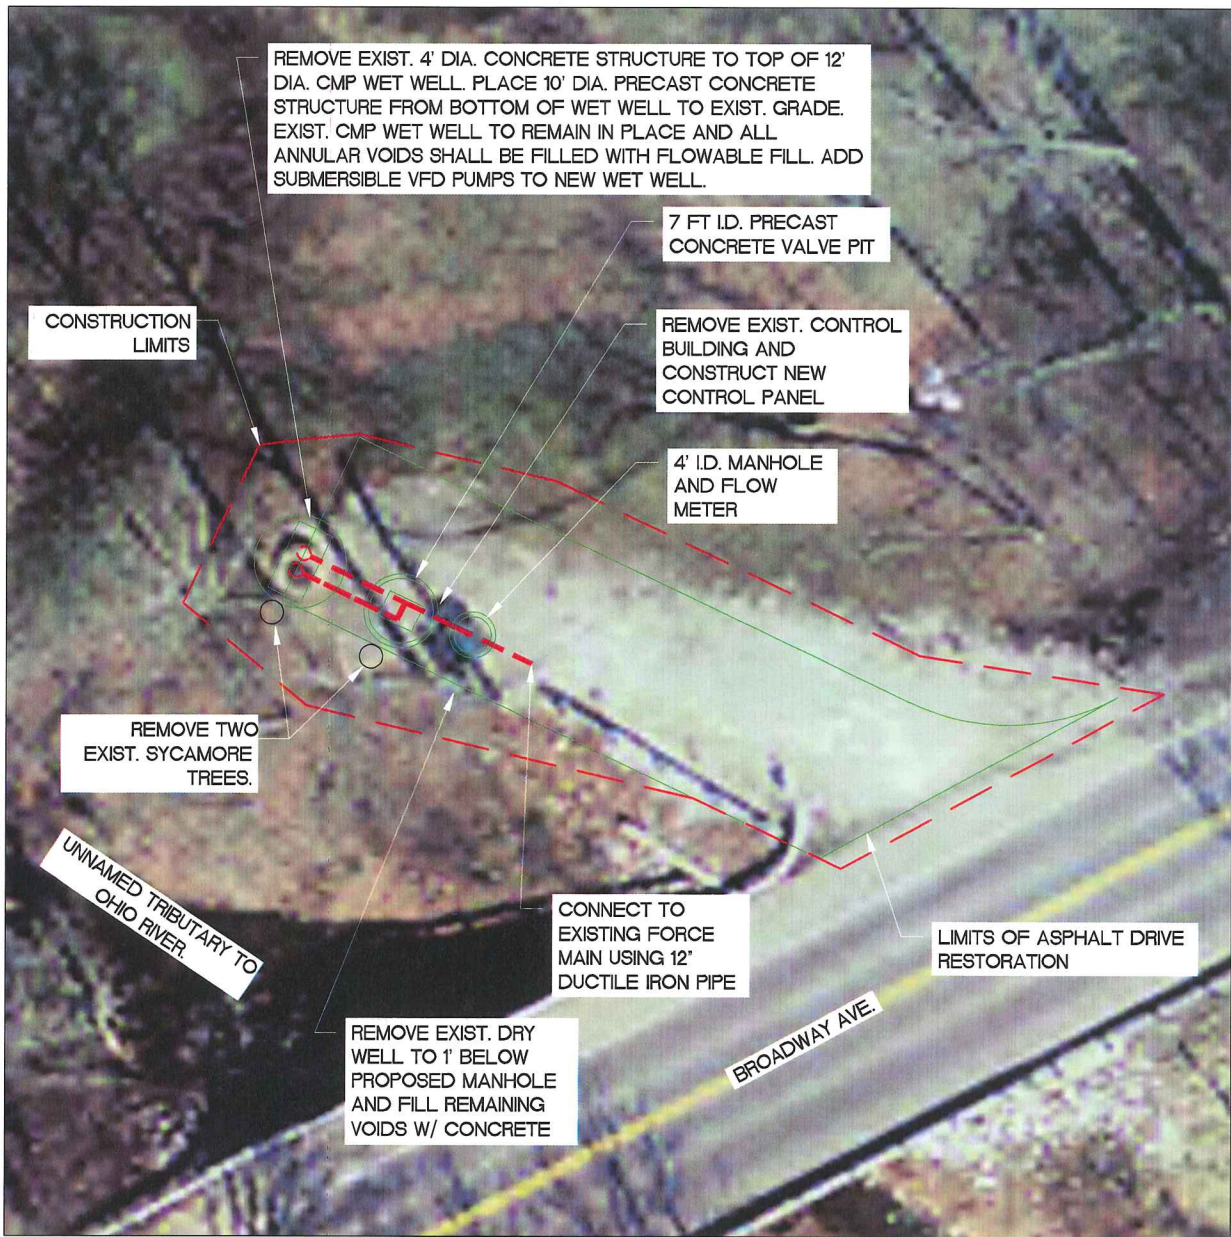 REMOVE EXIST. 4' DIA. CONCRETE STRUCTURE TO TOP OF 12'
DIA. CMP WET WELL. PLACE 10' DIA. PRECAST CONCRETE
STRUCTURE FROM BOTTOM OF WET WELL TO EXIST. GRADE.
EXIST. CMP WET WELL TO REMAIN IN PLACE AND ALL
ANNULAR VOIDS SHALL BE FILLED WITH FLOWABLE FILL. ADD
SUBMERSIBLE VFD PUMPS TO NEW WET WELL.
7 FT I.D. PRECAST
CONCRETE VALVE PIT
CONSTRUCTION
LIMITS
REMOVE EXIST. CONTROL
BUILDING AND
CONSTRUCT NEW
CONTROL PANEL
4' I.D. MANHOLE
AND FLOW
METER
REMOVE TWO
EXIST. SYCAMORE
TREES.
UNNAMED TRIBUTARY TO
OHIO RIVER.
CONNECT TO
EXISTING FORCE
MAIN USING 12"
DUCTILE IRON PIPE
LIMITS OF ASPHALT DRIVE
RESTORATION
REMOVE EXIST. DRY
WELL TO 1' BELOW
PROPOSED MANHOLE
AND FILL REMAINING
VOIDS W/ CONCRETE
BROADWAY AVE.